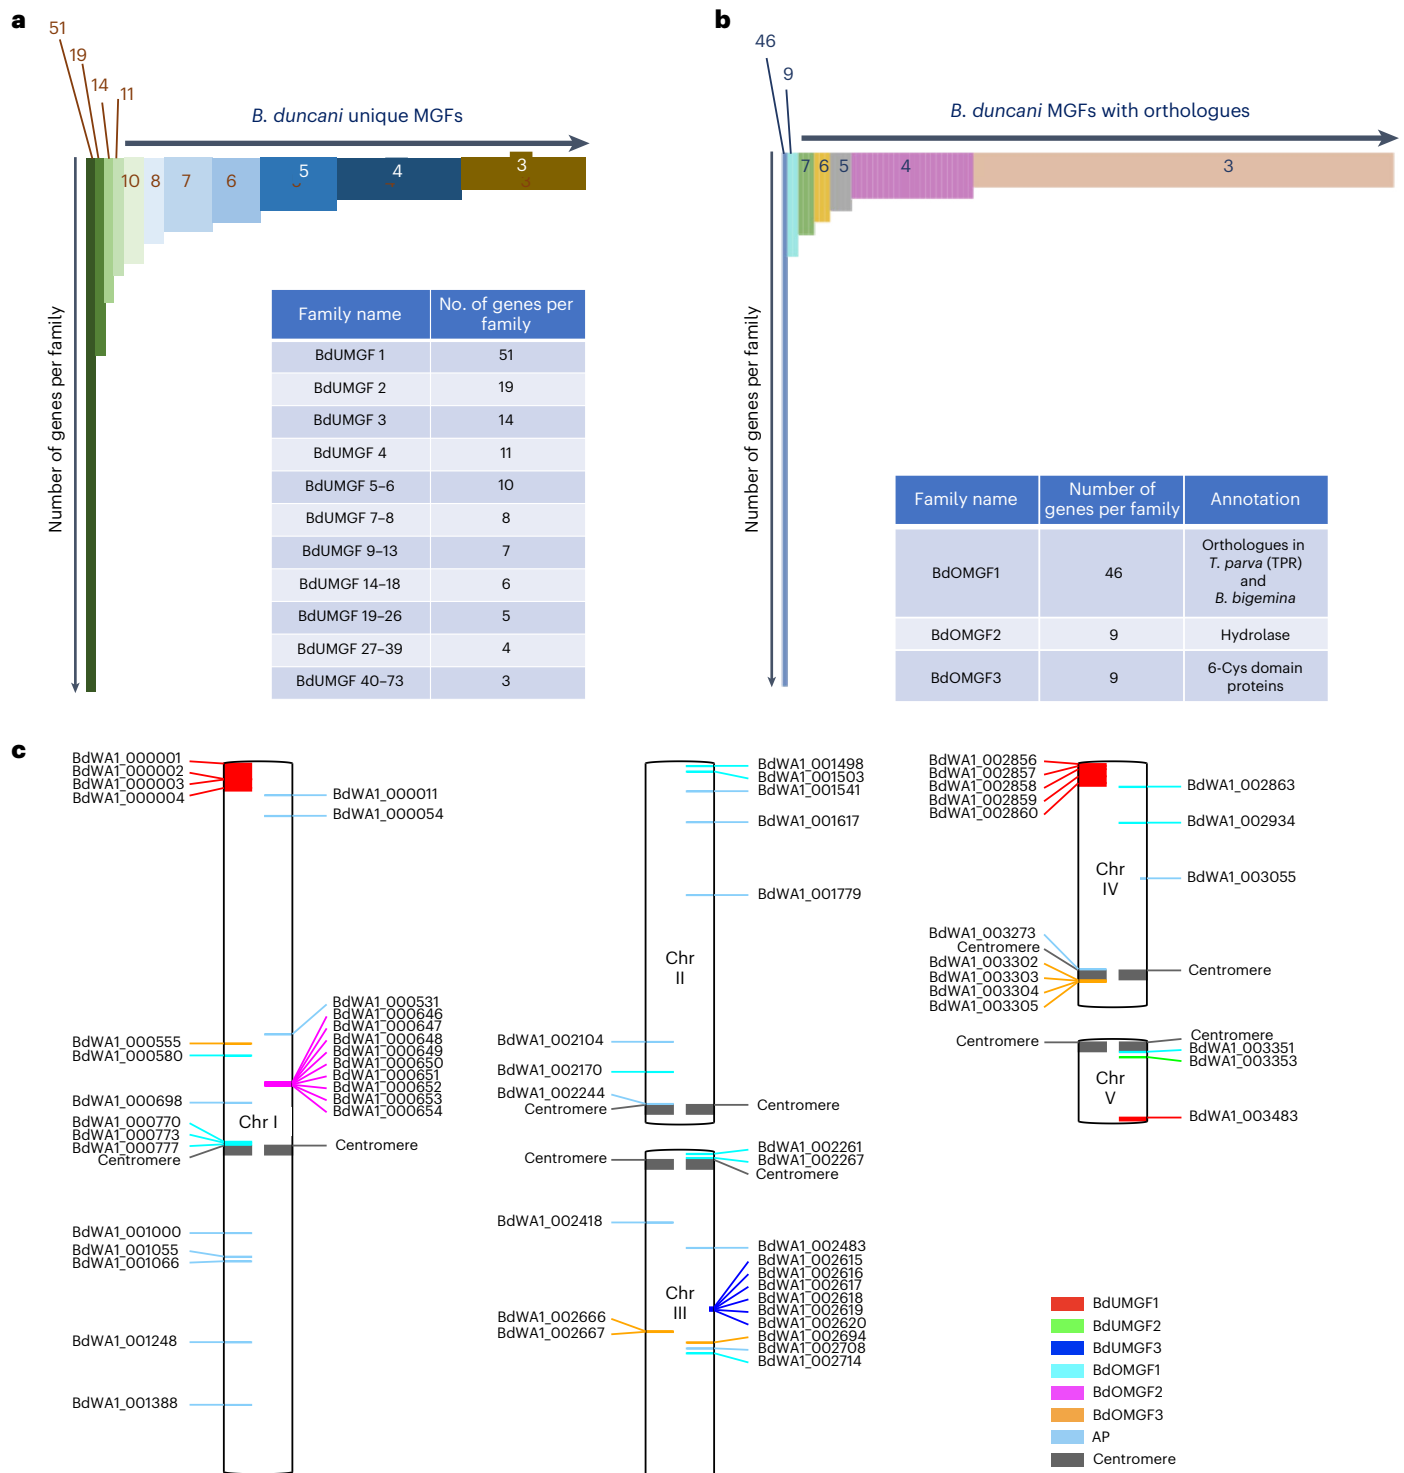 a
51
19
14
11
B. duncani unique MGFs
10 8 7 6 5 4 3
3
Number of genes per family
Family name No. of genes per family
BdUMGF 1 51
BdUMGF 2 19
BdUMGF 3 14
BdUMGF 4 11
BdUMGF 5–6 10
BdUMGF 7–8 8
BdUMGF 9–13 7
BdUMGF 14–18 6
BdUMGF 19–26 5
BdUMGF 27–39 4
BdUMGF 40–73 3
b
46
9
B. duncani MGFs with orthologues
7 6 5 4 3
Number of genes per family
Family name Number of genes per family Annotation
BdOMGF1 46 Orthologues in T. parva (TPR) and B. bigemina
BdOMGF2 9 Hydrolase
BdOMGF3 9 6-Cys domain proteins
c
BdWA1_000001
BdWA1_000002
BdWA1_000003
BdWA1_000004
BdWA1_000555
BdWA1_000580
BdWA1_000698
BdWA1_000770
BdWA1_000773
BdWA1_000777
Centromere
BdWA1_001000
BdWA1_001055
BdWA1_001066
BdWA1_001248
BdWA1_001388
Chr I
BdWA1_000011
BdWA1_000054
BdWA1_000531
BdWA1_000646
BdWA1_000647
BdWA1_000648
BdWA1_000649
BdWA1_000650
BdWA1_000651
BdWA1_000652
BdWA1_000653
BdWA1_000654
Centromere
BdWA1_002104
BdWA1_002170
BdWA1_002244
Centromere
Chr
II
BdWA1_001498
BdWA1_001503
BdWA1_001541
BdWA1_001617
BdWA1_001779
Centromere
Centromere
BdWA1_002418
BdWA1_002666
BdWA1_002667
Chr
III
BdWA1_002261
BdWA1_002267
Centromere
BdWA1_002483
BdWA1_002615
BdWA1_002616
BdWA1_002617
BdWA1_002618
BdWA1_002619
BdWA1_002620
BdWA1_002694
BdWA1_002708
BdWA1_002714
BdWA1_002856
BdWA1_002857
BdWA1_002858
BdWA1_002859
BdWA1_002860
BdWA1_003273
Centromere
BdWA1_003302
BdWA1_003303
BdWA1_003304
BdWA1_003305
Chr
IV
BdWA1_002863
BdWA1_002934
BdWA1_003055
Centromere
Centromere
Chr
V
Centromere
BdWA1_003351
BdWA1_003353
BdWA1_003483
BdUMGF1
BdUMGF2
BdUMGF3
BdOMGF1
BdOMGF2
BdOMGF3
AP
Centromere